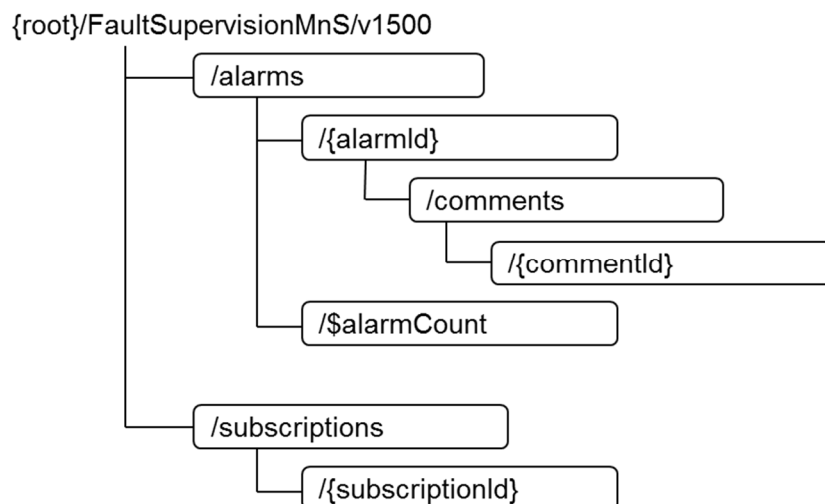 {root}/FaultSupervisionMnS/v1500
/alarms
/{alarmId}
/comments
/{commentId}
/$alarmCount
/subscriptions
/{subscriptionId}